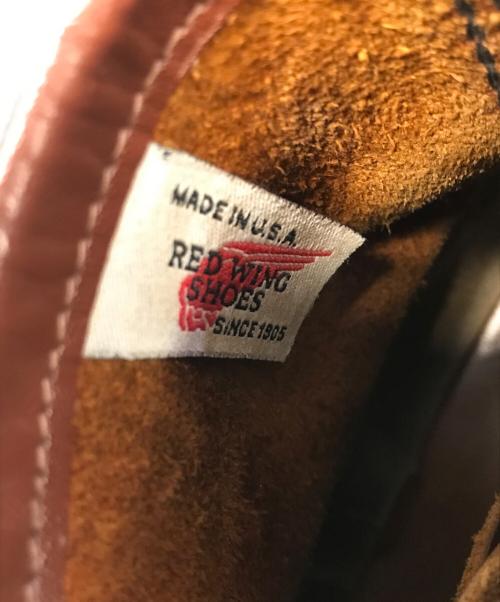 MADE IN U.S.A.
RED WING
SHOES
SINCE 1905